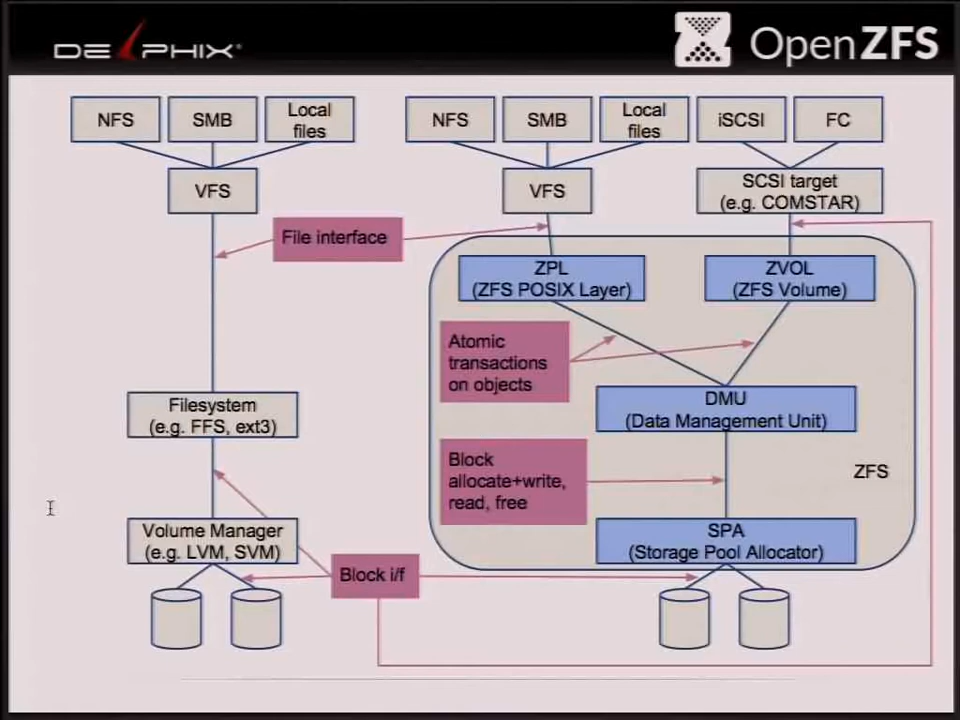 DELPHIX
OpenZFS
NFS
SMB
Local
files
NFS
SMB
Local
files
iSCSI
FC
VFS
VFS
SCSI target
(e.g. COMSTAR)
File interface
ZPL
(ZFS POSIX Layer)
ZVOL
(ZFS Volume)
Atomic
transactions
on objects
Filesystem
(e.g. FFS, ext3)
DMU
(Data Management Unit)
Block
allocate+write,
read, free
ZFS
Volume Manager
(e.g. LVM, SVM)
SPA
(Storage Pool Allocator)
Block i/f